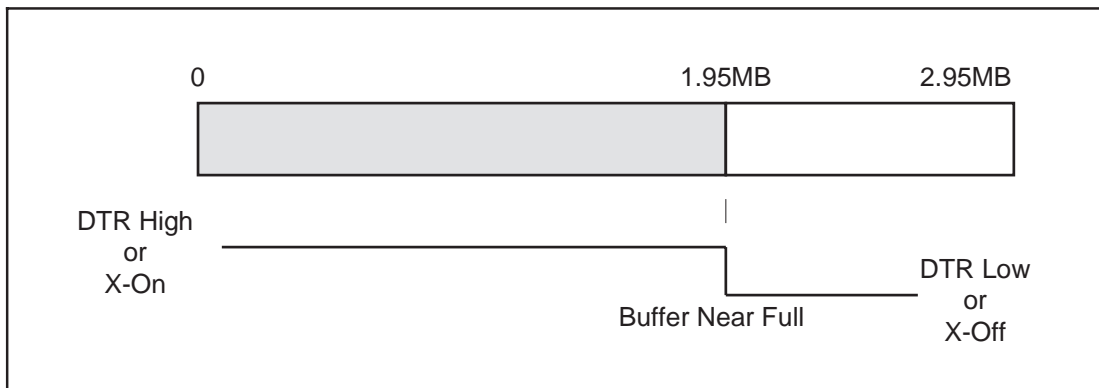 0
1.95MB
2.95MB
DTR High
or
X-On
Buffer Near Full
DTR Low
or
X-Off